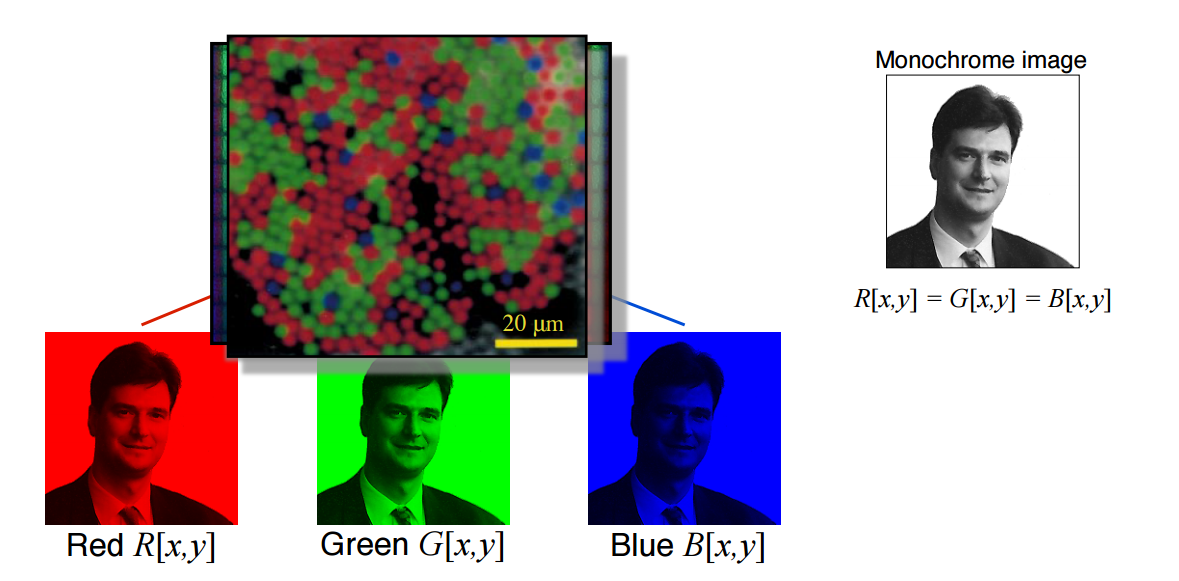 Monochrome image
R[x,y] = G[x,y] = B[x,y]
20 µm
Red R[x,y]
Green G[x,y]
Blue B[x,y]